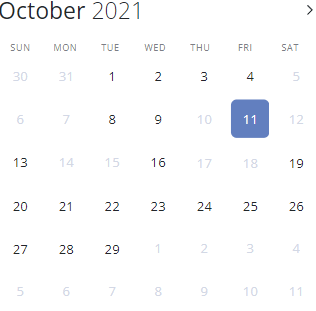 October 2021
SUN MON TUE WED THU FRI SAT
30 31 1 2 3 4 5
6 7 8 9 10 11 12
13 14 15 16 17 18 19
20 21 22 23 24 25 26
27 28 29 1 2 3 4
5 6 7 8 9 10 11